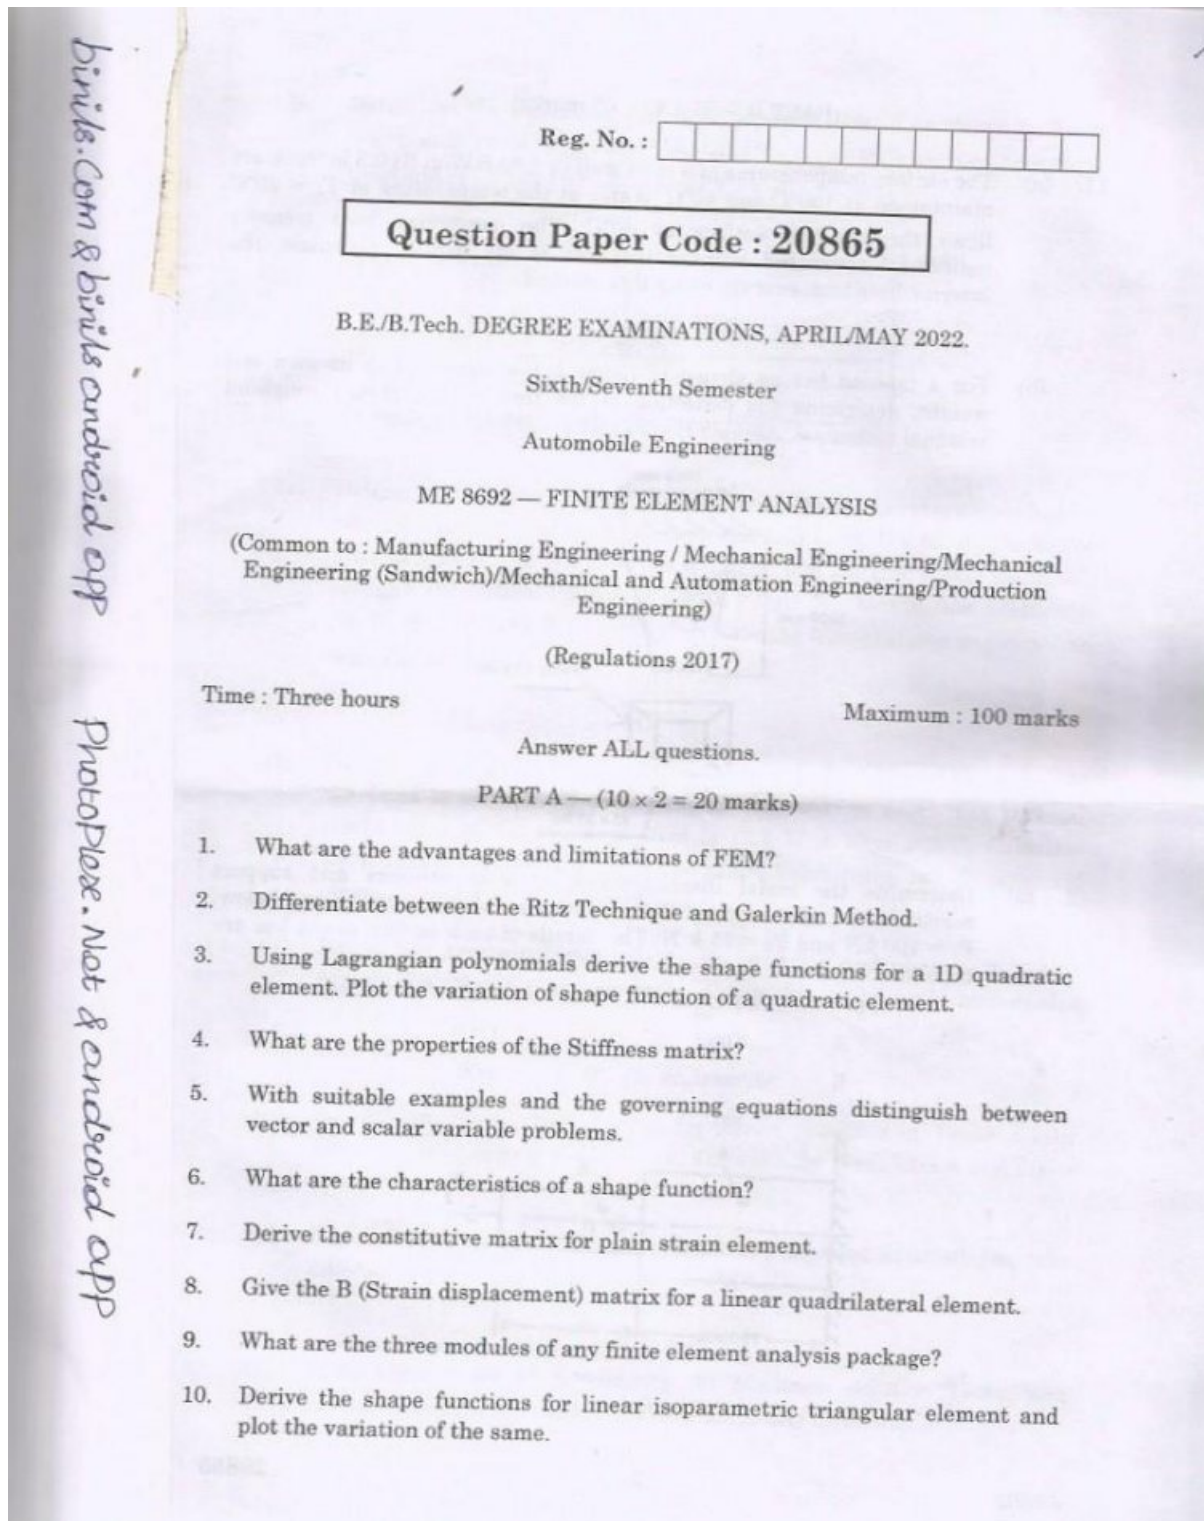 Reg. No. :
Question Paper Code : 20865
B.E./B.Tech. DEGREE EXAMINATIONS, APRIL/MAY 2022.
Sixth/Seventh Semester
Automobile Engineering
ME 8692 — FINITE ELEMENT ANALYSIS
(Common to : Manufacturing Engineering / Mechanical Engineering/Mechanical
Engineering (Sandwich)/Mechanical and Automation Engineering/Production
Engineering)
(Regulations 2017)
Time : Three hours
Maximum : 100 marks
Answer ALL questions.
PART A — (10 × 2 = 20 marks)
1. What are the advantages and limitations of FEM?
2. Differentiate between the Ritz Technique and Galerkin Method.
3. Using Lagrangian polynomials derive the shape functions for a 1D quadratic
element. Plot the variation of shape function of a quadratic element.
4. What are the properties of the Stiffness matrix?
5. With suitable examples and the governing equations distinguish between
vector and scalar variable problems.
6. What are the characteristics of a shape function?
7. Derive the constitutive matrix for plain strain element.
8. Give the B (Strain displacement) matrix for a linear quadrilateral element.
9. What are the three modules of any finite element analysis package?
10. Derive the shape functions for linear isoparametric triangular element and
plot the variation of the same.
binils.Com & binils android app
PhotoPlex.Net & android app